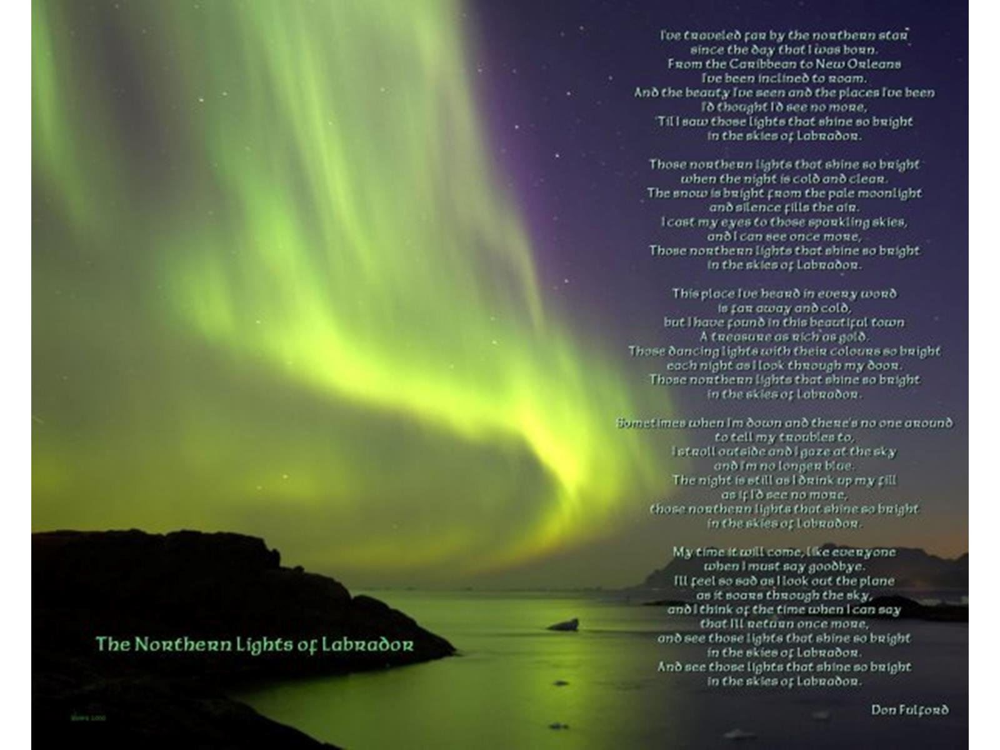 I've traveled far by the northern star
since the day that I was born.
From the Caribbean to New Orleans
I've been inclined to roam.
And the beauty I've seen and the places I've been
I'd thought I'd see no more,
'Til I saw those lights that shine so bright
in the skies of Labrador.
Those northern lights that shine so bright
when the night is cold and clear.
The snow is bright from the pale moonlight
and silence fills the air.
I cast my eyes to those sparkling skies,
and I can see once more,
Those northern lights that shine so bright
in the skies of Labrador.
This place I've heard in every word
is far away and cold,
but I have found in this beautiful town
A treasure as rich as gold.
Those dancing lights with their colours so bright
each night as I look through my door.
Those northern lights that shine so bright
in the skies of Labrador.
Sometimes when I'm down and there's no one around
to tell my troubles to,
I stroll outside and I gaze at the sky
and I'm no longer blue.
The night is still as I drink up my fill
as if I'd see no more,
those northern lights that shine so bright
in the skies of Labrador.
My time it will come, like everyone
when I must say goodbye.
I'll feel so sad as I look out the plane
as it soars through the sky,
and I think of the time when I can say
that I'll return once more,
and see those lights that shine so bright
in the skies of Labrador.
And see those lights that shine so bright
in the skies of Labrador.
Don Fulford
The Northern Lights of Labrador